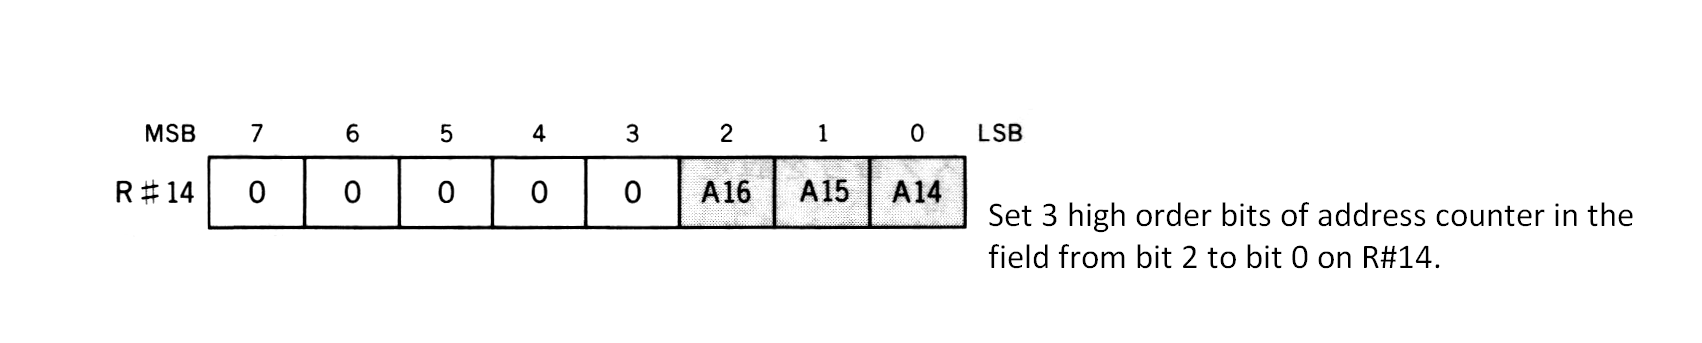 MSB 7 6 5 4 3 2 1 0 LSB
R#14 0 0 0 0 0 A16 A15 A14
Set 3 high order bits of address counter in the
field from bit 2 to bit 0 on R#14.